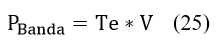 P_Banda = Te * V (25)